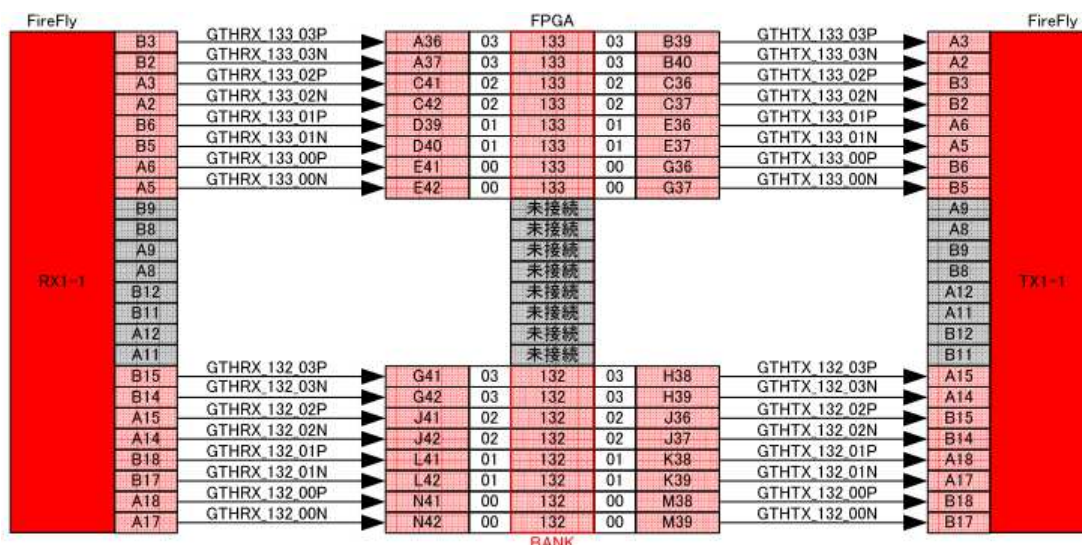 FireFly FPGA FireFly
B3 GTHRX_133_03P A36 03 133 03 B39 GTHTX_133_03P A3
B2 GTHRX_133_03N A37 03 133 03 B40 GTHTX_133_03N A2
A3 GTHRX_133_02P C41 02 133 02 C36 GTHTX_133_02P B3
A2 GTHRX_133_02N C42 02 133 02 C37 GTHTX_133_02N B2
B6 GTHRX_133_01P D39 01 133 01 E36 GTHTX_133_01P A6
B5 GTHRX_133_01N D40 01 133 01 E37 GTHTX_133_01N A5
A6 GTHRX_133_00P E41 00 133 00 G36 GTHTX_133_00P B6
A5 GTHRX_133_00N E42 00 133 00 G37 GTHTX_133_00N B5
B9 未接続 A9
B8 未接続 A8
A9 未接続 B9
RX1-1 A8 未接続 B8 TX1-1
B12 未接続 A12
B11 未接続 A11
A12 未接続 B12
A11 未接続 B11
B15 GTHRX_132_03P G41 03 132 03 H38 GTHTX_132_03P A15
B14 GTHRX_132_03N G42 03 132 03 H39 GTHTX_132_03N A14
A15 GTHRX_132_02P J41 02 132 02 J36 GTHTX_132_02P B15
A14 GTHRX_132_02N J42 02 132 02 J37 GTHTX_132_02N B14
B18 GTHRX_132_01P L41 01 132 01 K38 GTHTX_132_01P A18
B17 GTHRX_132_01N L42 01 132 01 K39 GTHTX_132_01N A17
A18 GTHRX_132_00P N41 00 132 00 M38 GTHTX_132_00P B18
A17 GTHRX_132_00N N42 00 132 00 M39 GTHTX_132_00N B17
BANK